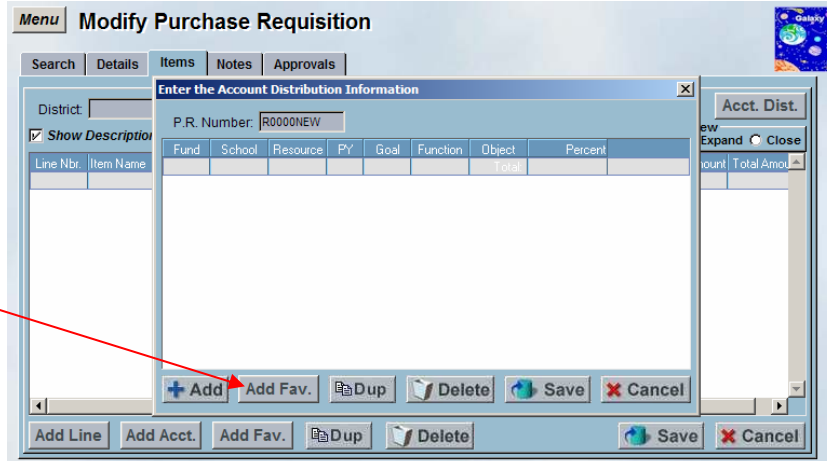 Menu Modify Purchase Requisition
Galaxy
Search Details Items Notes Approvals
Enter the Account Distribution Information
District:
Acct. Dist.
P.R. Number: R0000NEW
Show Description
Expand Close
Fund School Resource PY Goal Function Object Percent
Line Nbr. Item Name
Total Amou
Total:
Add Add Fav. Dup Delete Save Cancel
Add Line Add Acct. Add Fav. Dup Delete Save Cancel